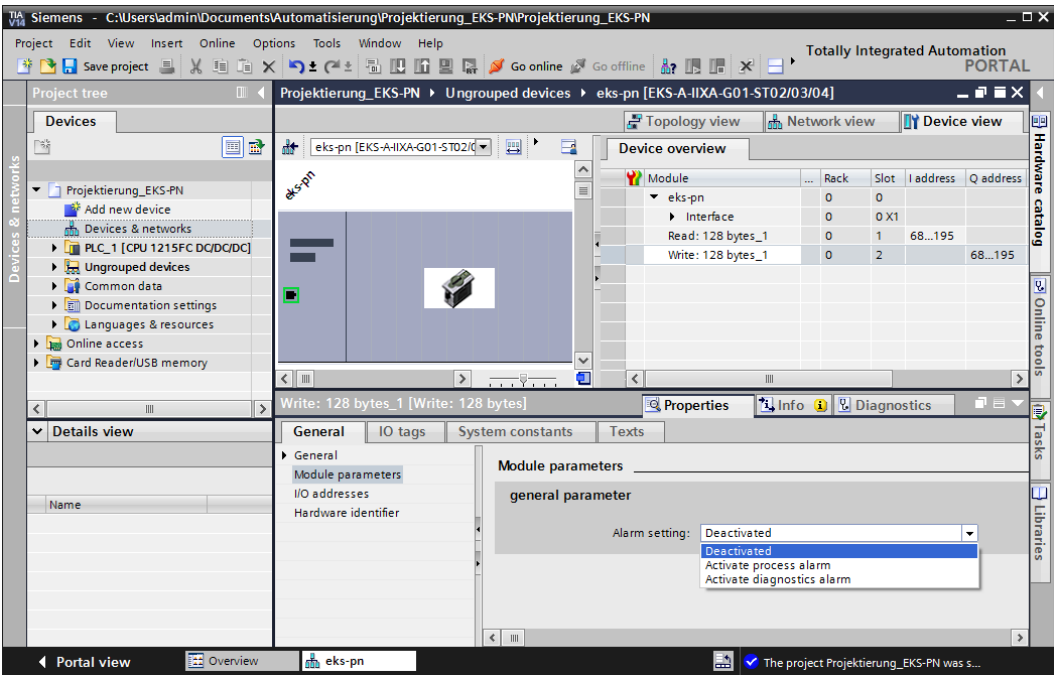 TIA V14 Siemens - C:\Users\admin\Documents\Automatisierung\Projektierung_EKS-PN\Projektierung_EKS-PN
Project Edit View Insert Online Options Tools Window Help
Totally Integrated Automation
PORTAL
Save project Go online Go offline
Project tree
Projektierung_EKS-PN Ungrouped devices eks-pn [EKS-A-IIXA-G01-ST02/03/04]
Devices
Topology view Network view Device view
eks-pn [EKS-A-IIXA-G01-ST02/0
Device overview
Module ... Rack Slot I address Q address
eks-pn 0 0
Interface 0 0 X1
Read: 128 bytes_1 0 1 68...195
Write: 128 bytes_1 0 2 68...195
eks-pn
Projektierung_EKS-PN
Add new device
Devices & networks
PLC_1 [CPU 1215FC DC/DC/DC]
Ungrouped devices
Common data
Documentation settings
Languages & resources
Online access
Card Reader/USB memory
Devices & networks
Hardware catalog
Online tools
Tasks
Libraries
Write: 128 bytes_1 [Write: 128 bytes]
Properties Info Diagnostics
Details view
Name
General IO tags System constants Texts
General
Module parameters
I/O addresses
Hardware identifier
Module parameters
general parameter
Alarm setting: Deactivated
Deactivated
Activate process alarm
Activate diagnostics alarm
Portal view Overview eks-pn
The project Projektierung_EKS-PN was s...